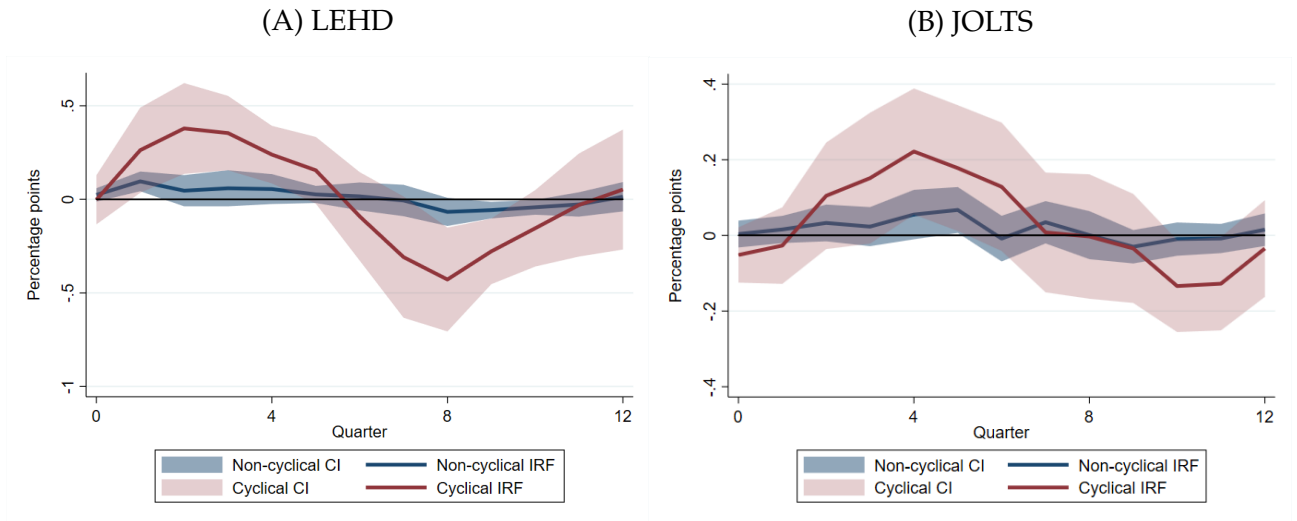 (A) LEHD
Percentage points
.5
0
-.5
-1
0 4 8 12
Quarter
Non-cyclical CI Non-cyclical IRF
Cyclical CI Cyclical IRF
(B) JOLTS
Percentage points
.4
.2
0
-.2
-.4
0 4 8 12
Quarter
Non-cyclical CI Non-cyclical IRF
Cyclical CI Cyclical IRF